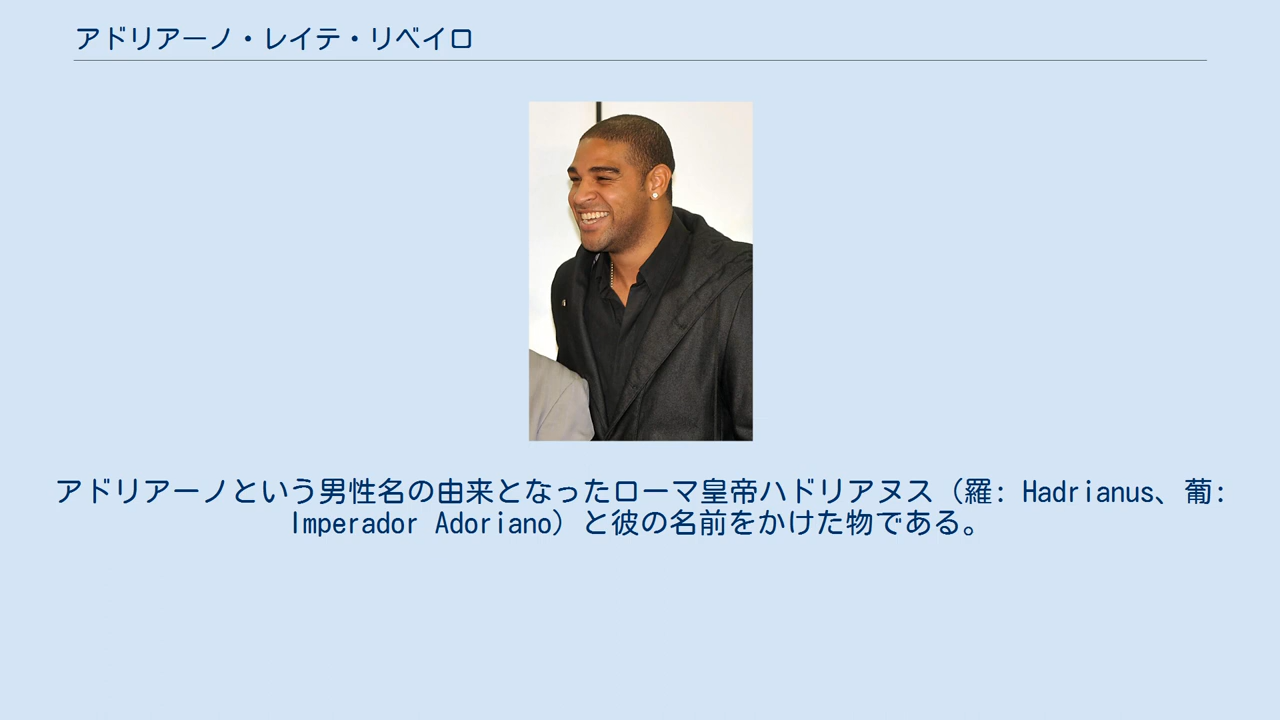 アドリアーノ・レイテ・リベイロ
アドリアーノという男性名の由来となったローマ皇帝ハドリアヌス（羅: Hadrianus、葡:
Imperador Adoriano）と彼の名前をかけた物である。